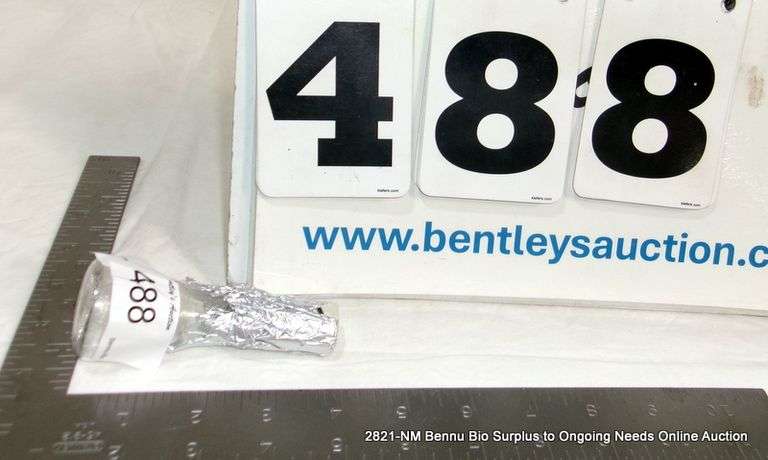 488
www.bentleysauction.c
488
2821-NM Bennu Bio Surplus to Ongoing Needs Online Auction